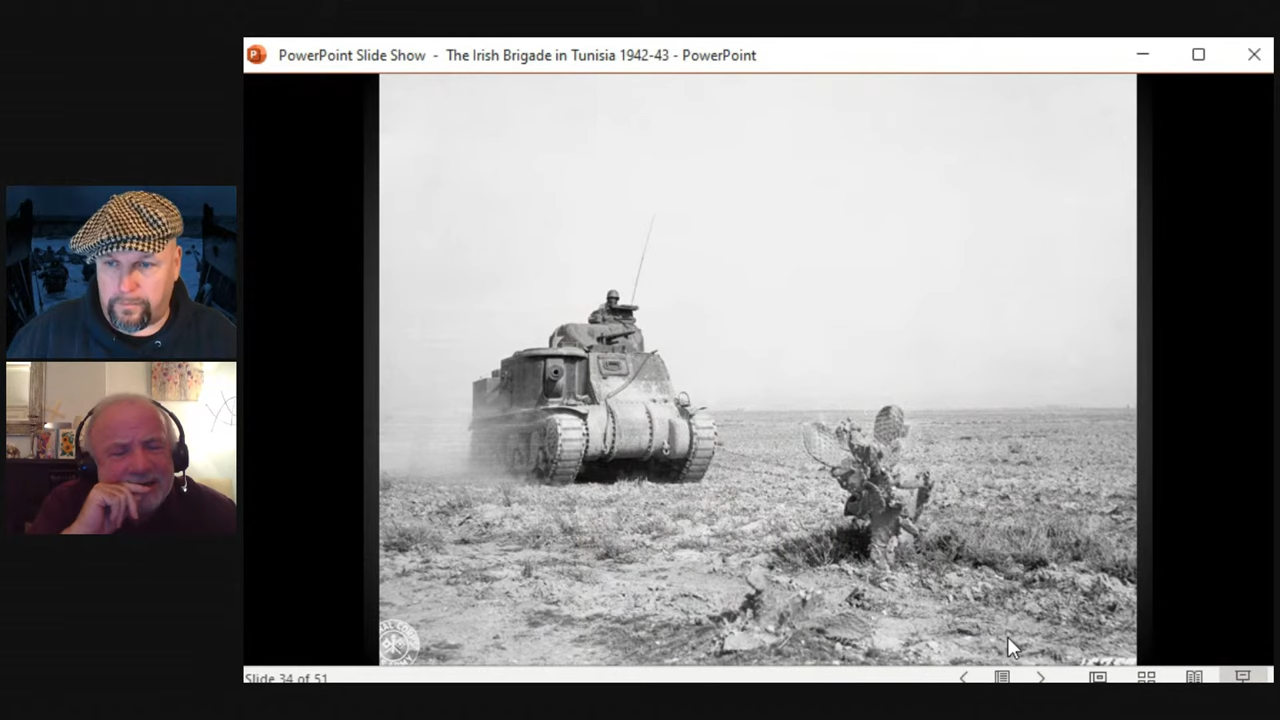 PowerPoint Slide Show - The Irish Brigade in Tunisia 1942-43 - PowerPoint
Slide 34 of 51